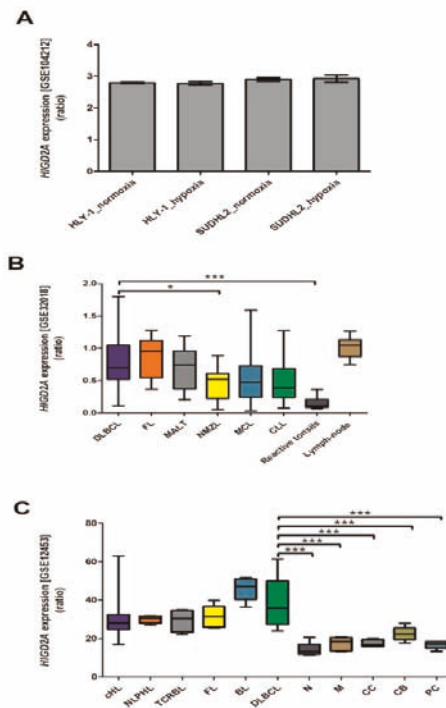 A
HIGD2A expression [GSE104212]
(ratio)
4
3
2
1
0
HLY-1_normoxia
HLY-1_hypoxia
SUDHL2_normoxia
SUDHL2_hypoxia
B
HIGD2A expression [GSE32018]
(ratio)
2.0
1.5
1.0
0.5
0.0
***
*
DLBCL
FL
MALT
NMZL
MCL
CLL
Reactive tonsils
Lymph-node
C
HIGD2A expression [GSE12453]
(ratio)
80
60
40
20
0
***
***
***
***
***
cHL
NLPHL
TCRBL
FL
BL
DLBCL
N
M
CC
CB
PC